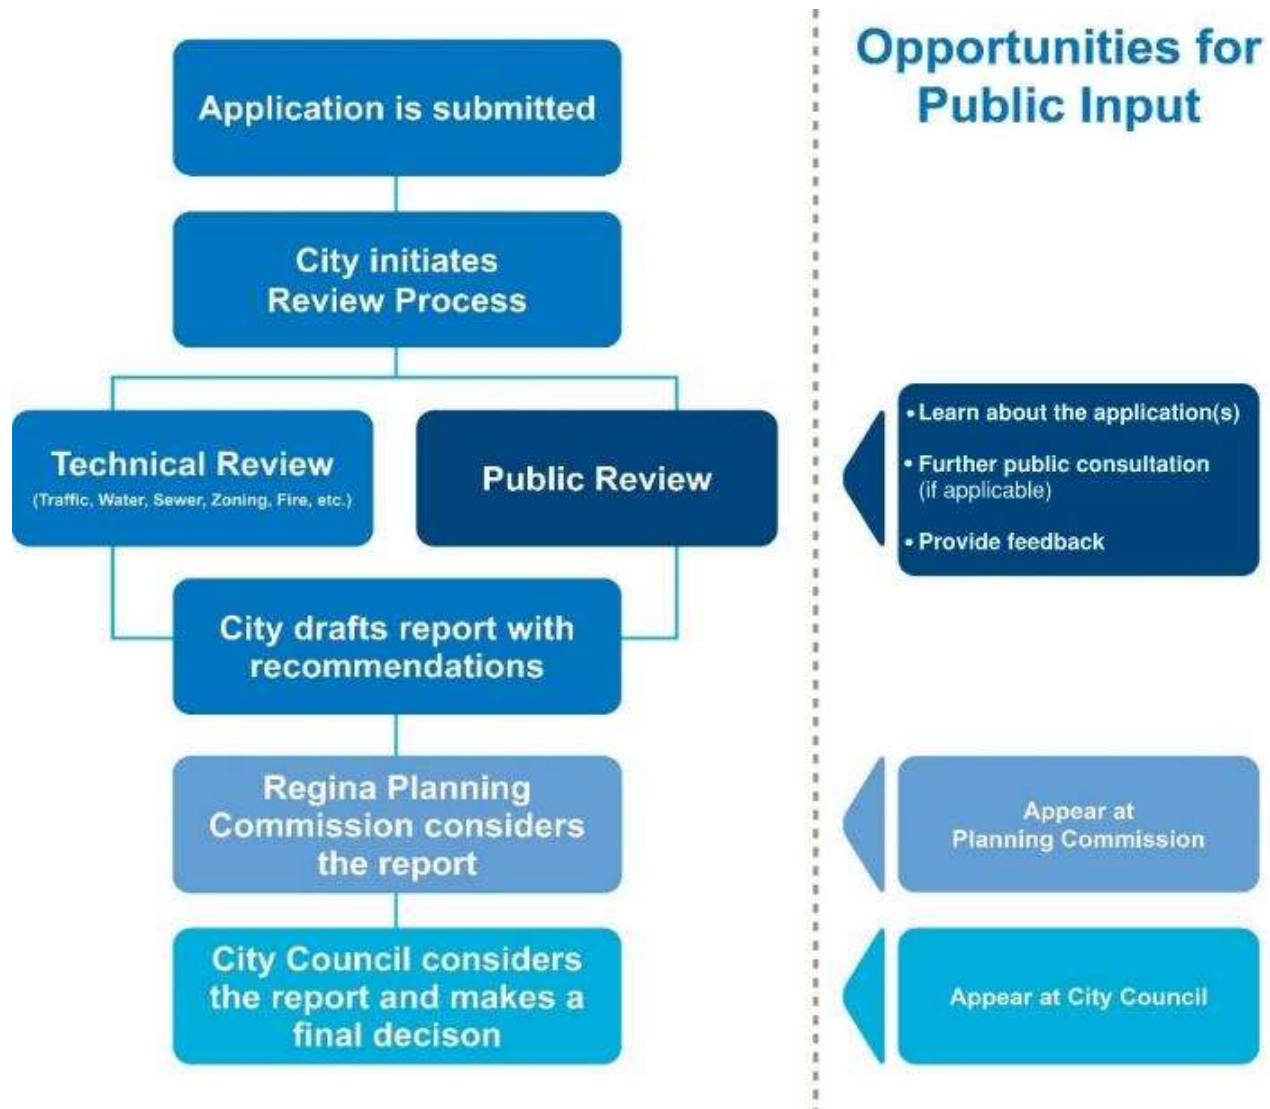 Opportunities for
Public Input
Application is submitted
City initiates
Review Process
Technical Review
(Traffic, Water, Sewer, Zoning, Fire, etc.)
Public Review
• Learn about the application(s)
• Further public consultation
(if applicable)
• Provide feedback
City drafts report with
recommendations
Regina Planning
Commission considers
the report
Appear at
Planning Commission
City Council considers
the report and makes a
final decison
Appear at City Council